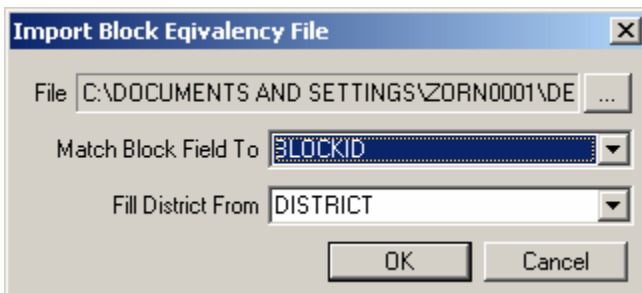 Import Block Eqivalency File
File C:\DOCUMENTS AND SETTINGS\ZORN0001\DE ...
Match Block Field To BLOCKID
Fill District From DISTRICT
OK Cancel